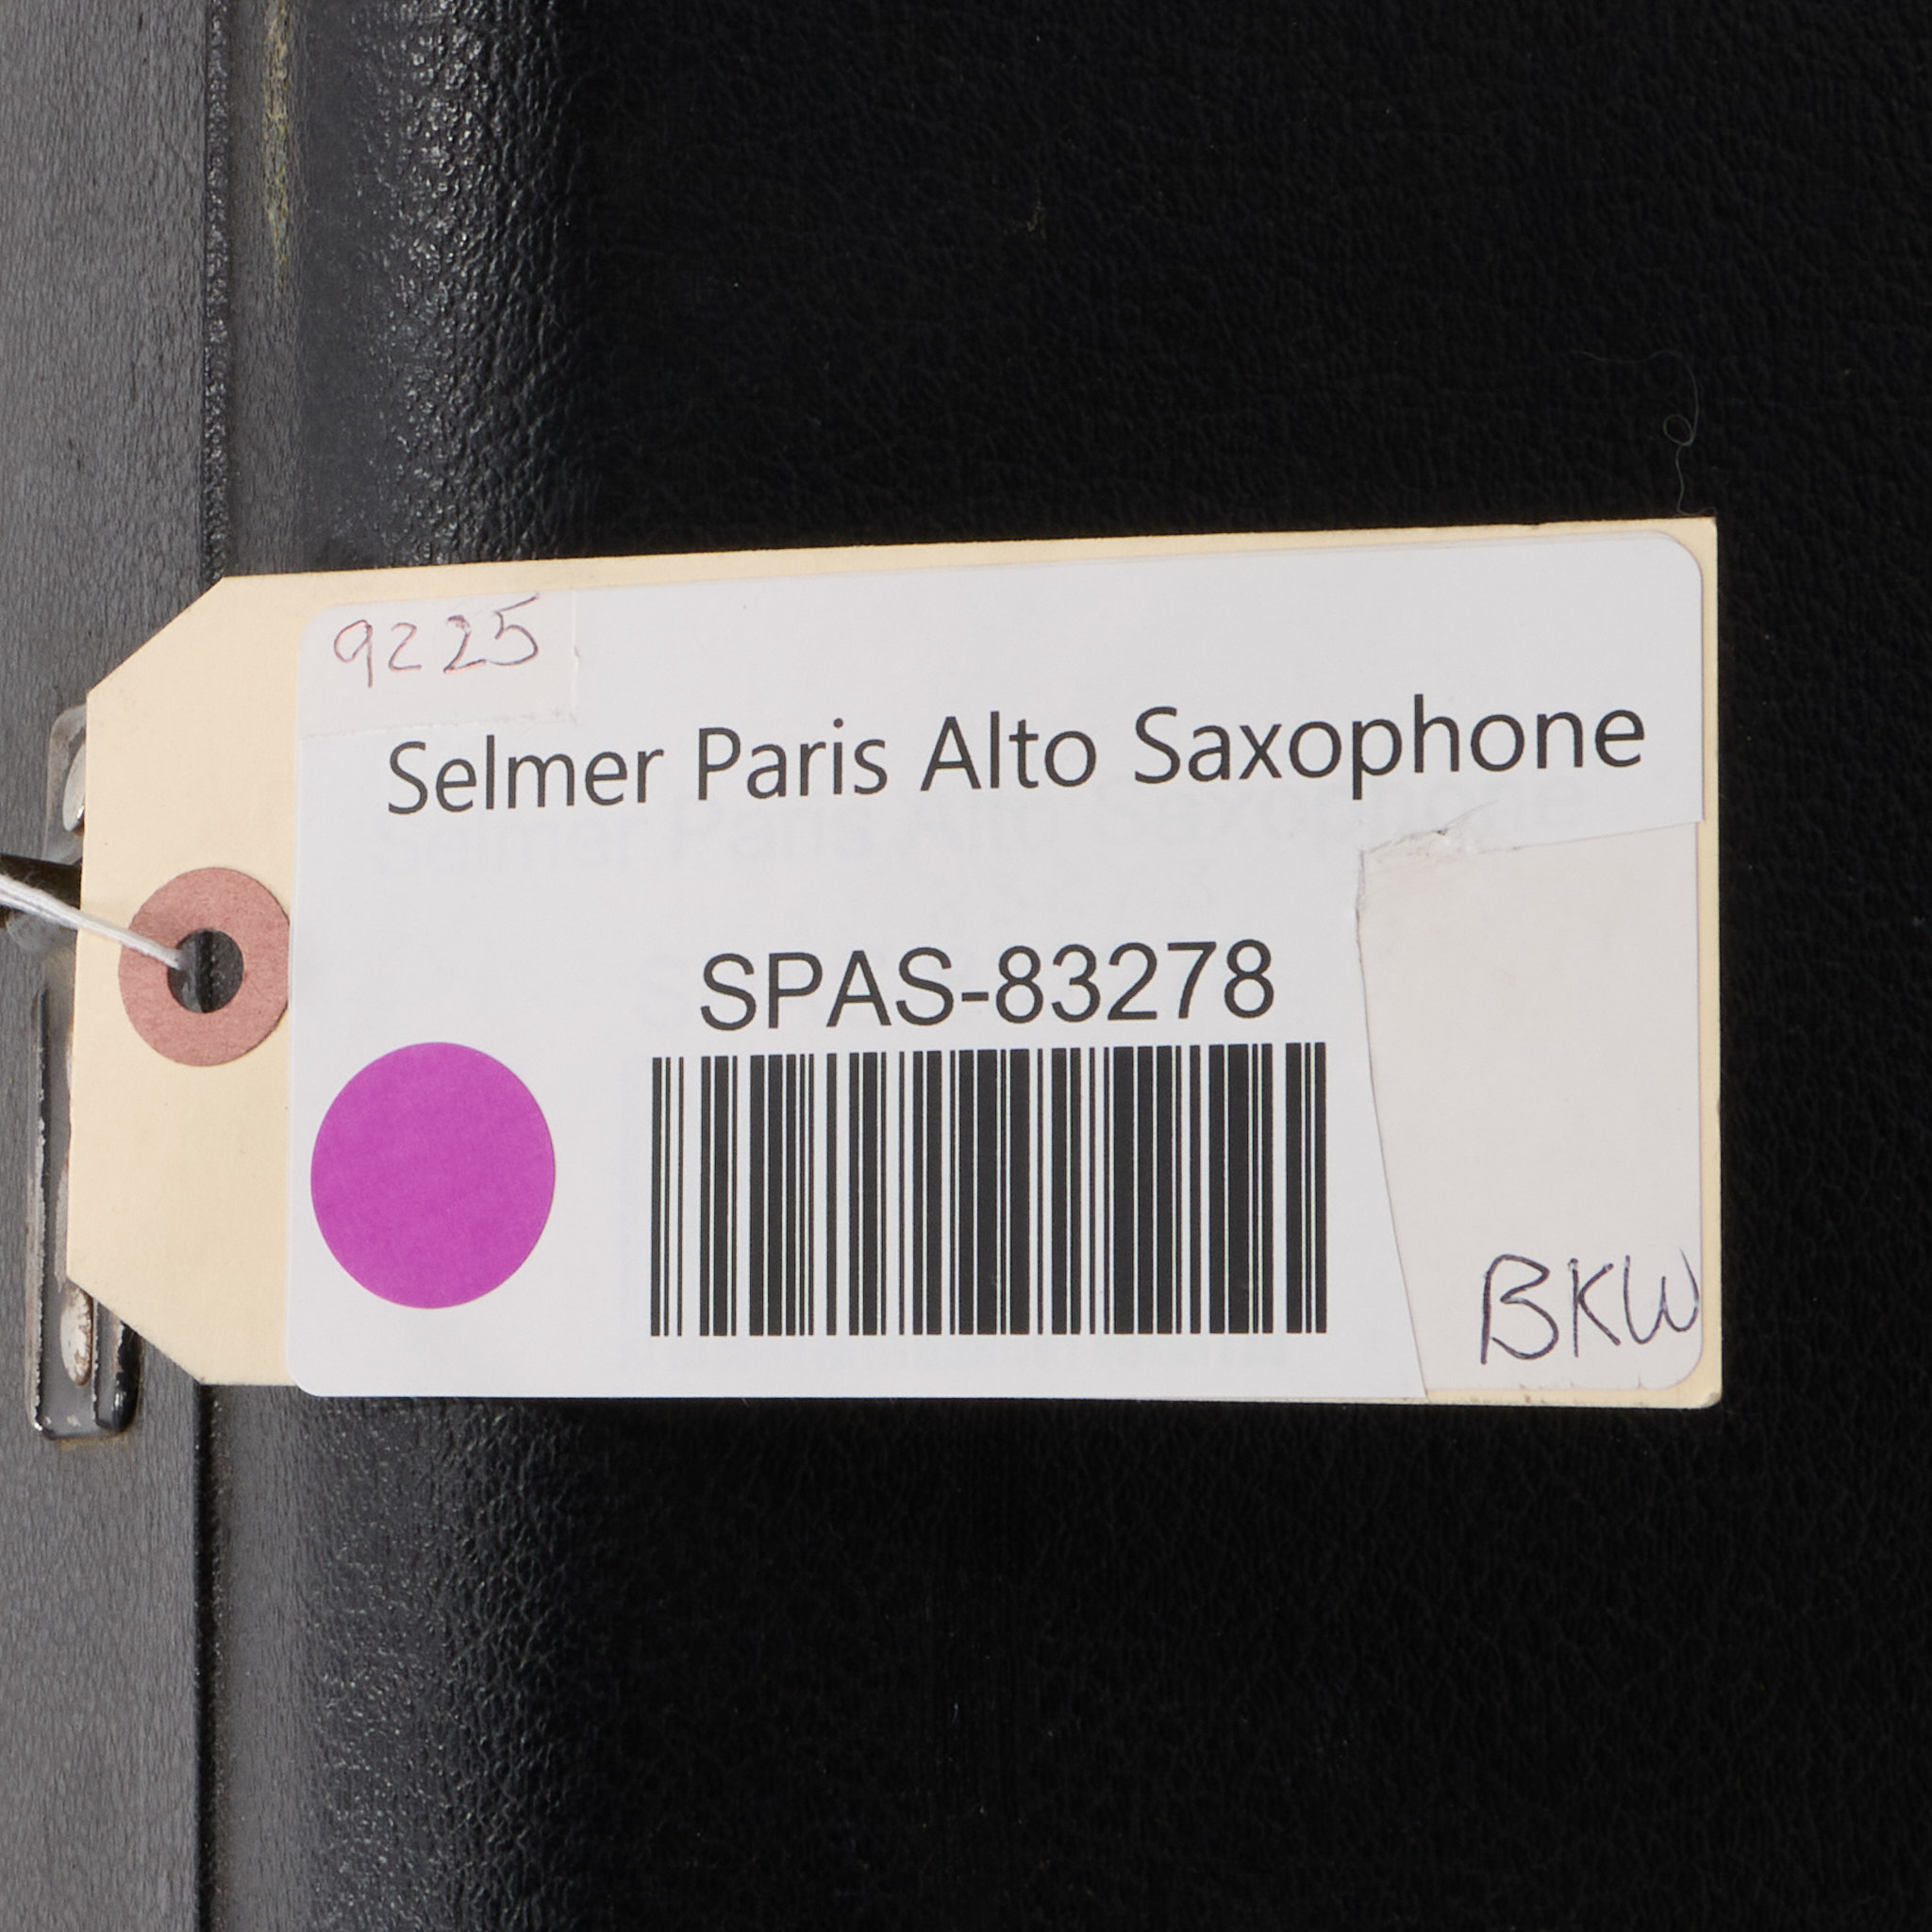 9225
Selmer Paris Alto Saxophone
SPAS-83278
BKW